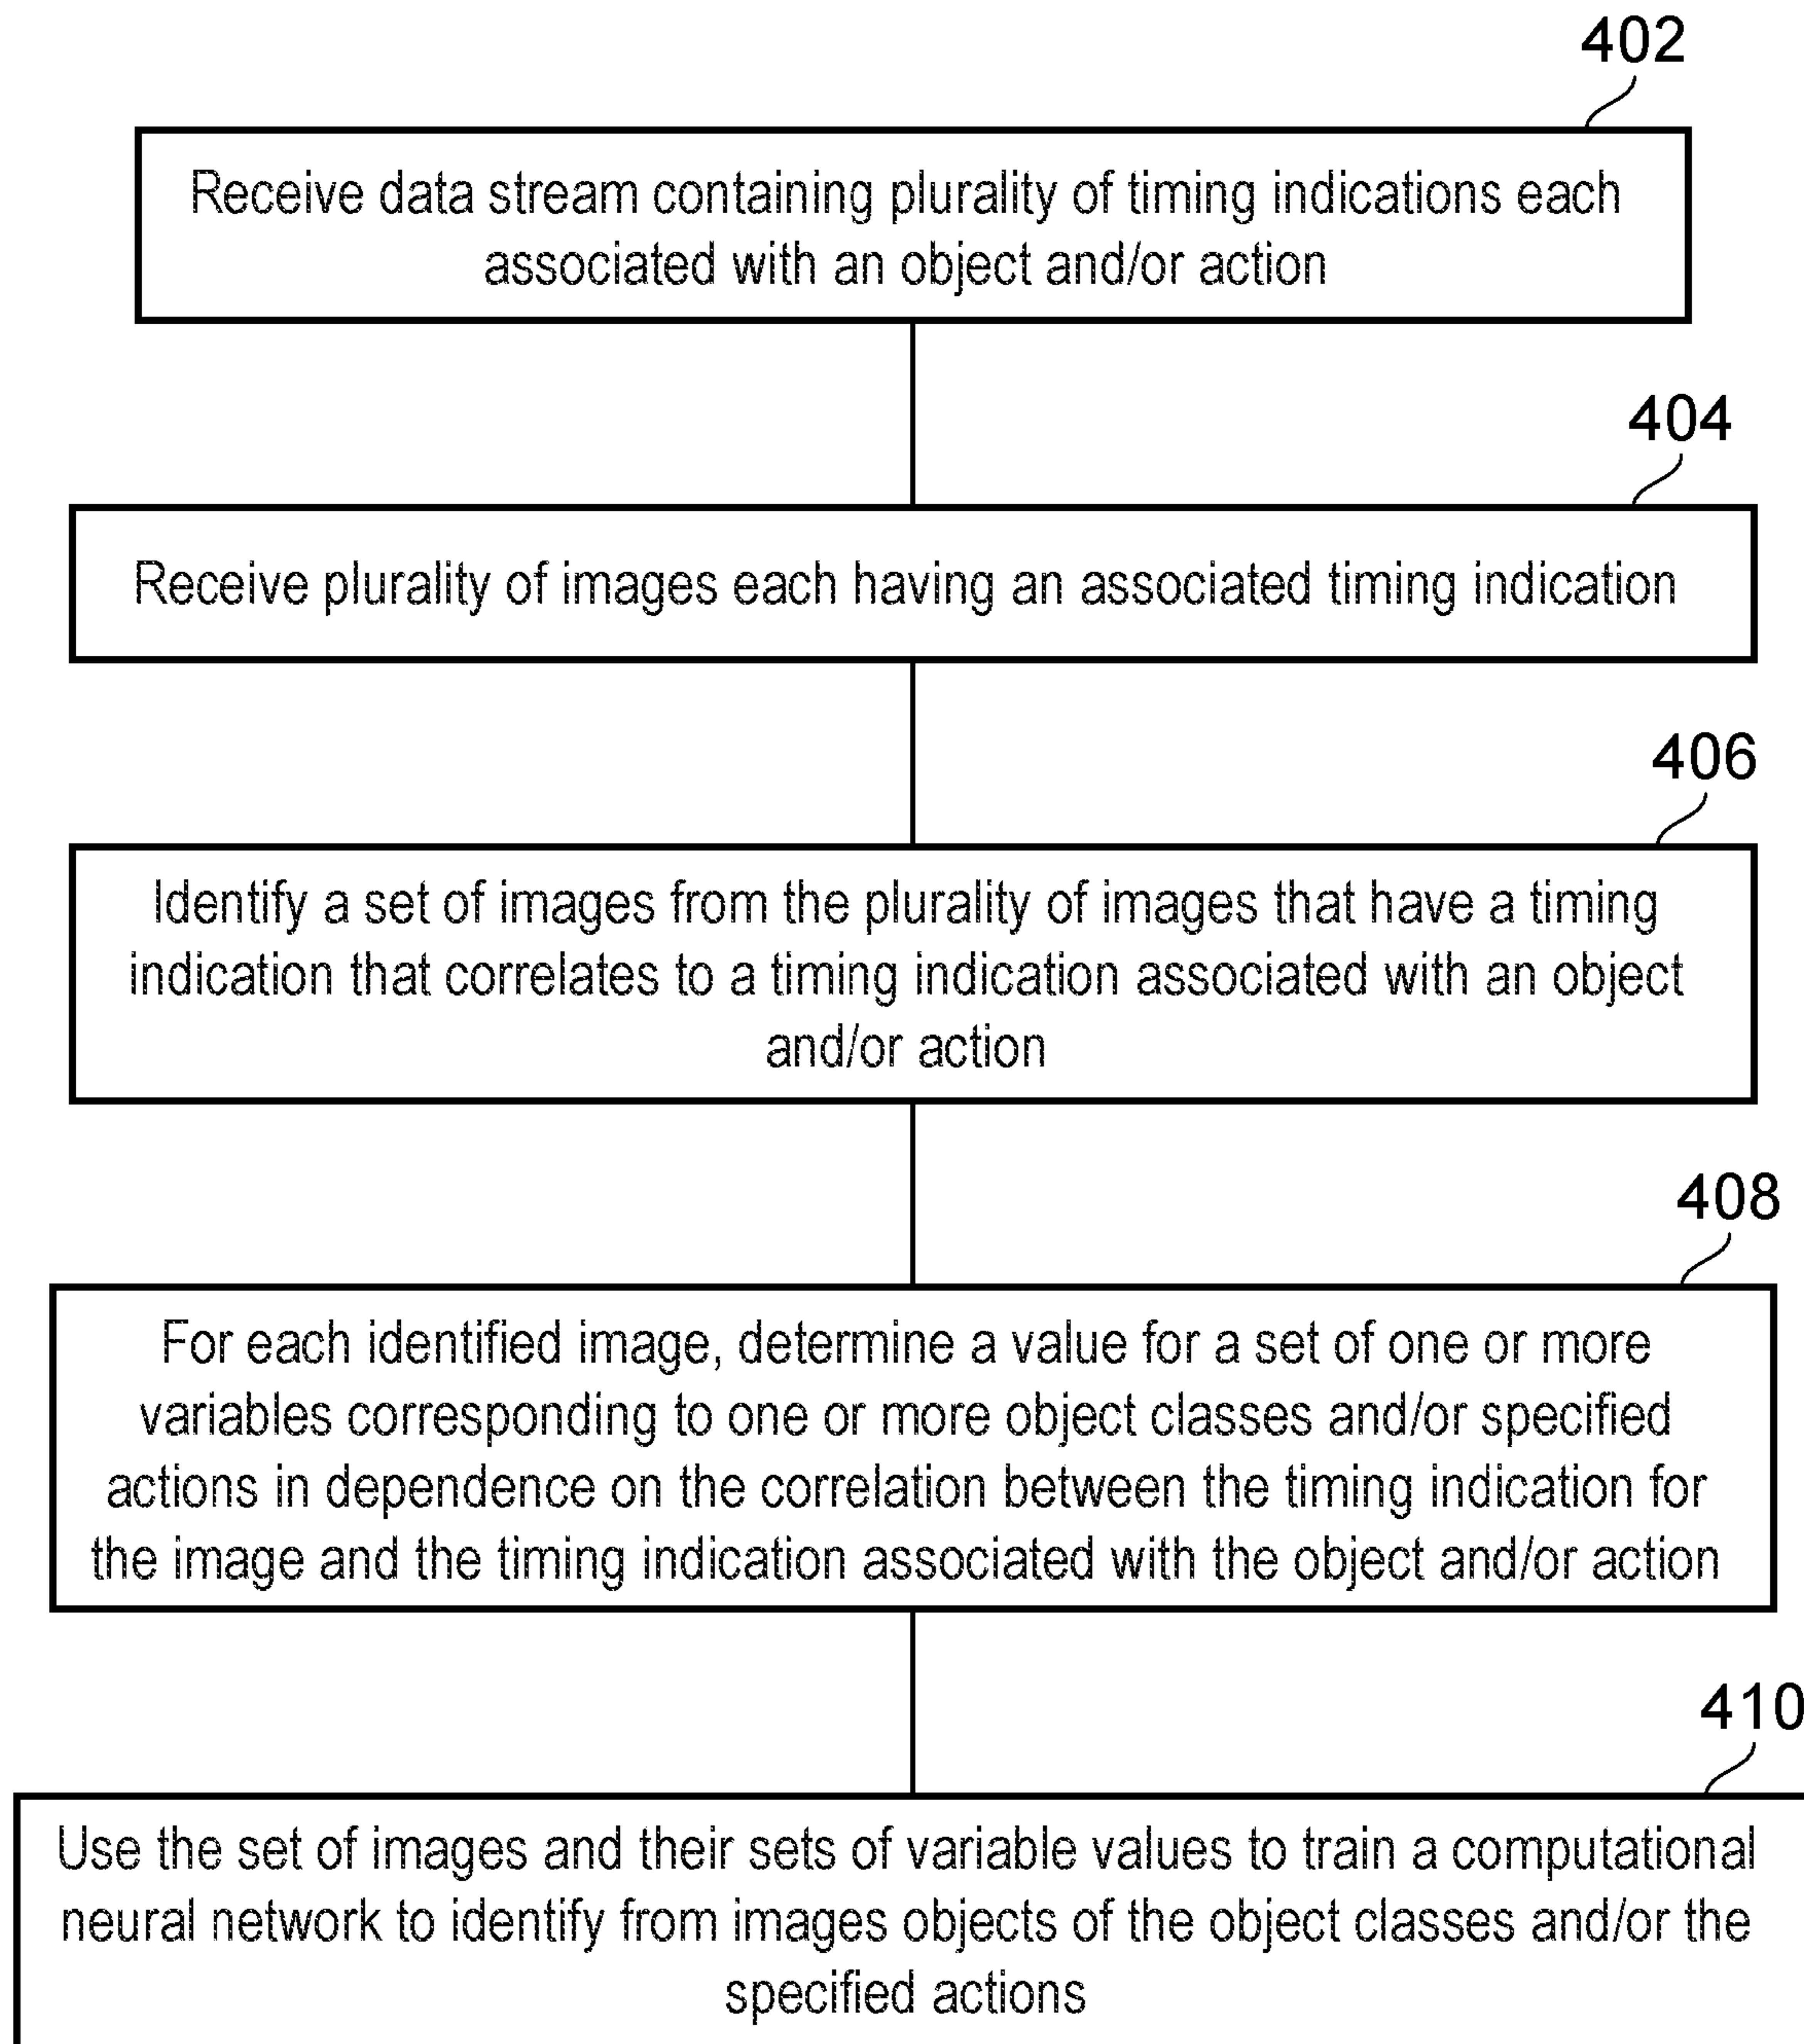 402
Receive data stream containing plurality of timing indications each
associated with an object and/or action
404
Receive plurality of images each having an associated timing indication
406
Identify a set of images from the plurality of images that have a timing
indication that correlates to a timing indication associated with an object
and/or action
408
For each identified image, determine a value for a set of one or more
variables corresponding to one or more object classes and/or specified
actions in dependence on the correlation between the timing indication for
the image and the timing indication associated with the object and/or action
410
Use the set of images and their sets of variable values to train a computational
neural network to identify from images objects of the object classes and/or the
specified actions